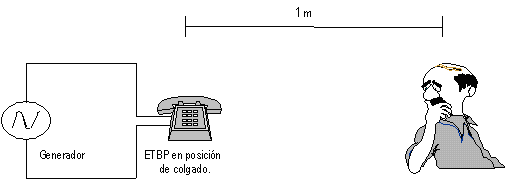 1 m
Generador
ETBP en posición
de colgado.